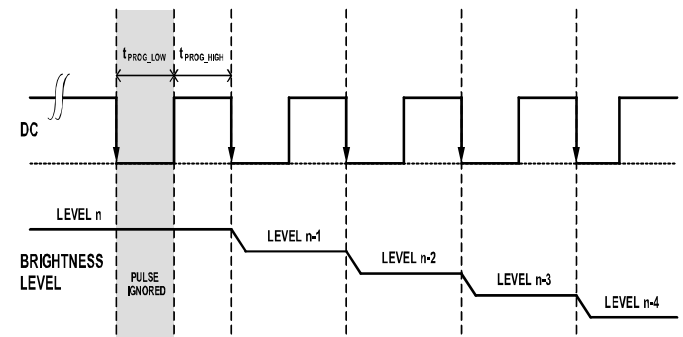 tPROG_LOW
tPROG_HIGH
DC
LEVEL n
LEVEL n-1
LEVEL n-2
LEVEL n-3
LEVEL n-4
BRIGHTNESS
LEVEL
PULSE
IGNORED